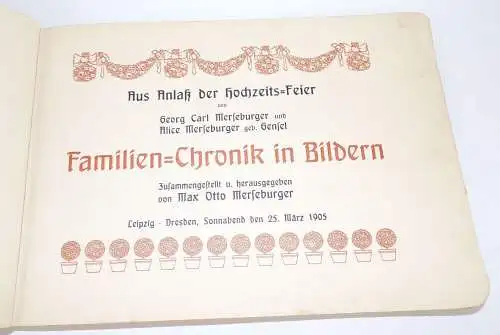 Aus Anlaß der Hochzeits=Feier
von
Georg Carl Merseburger und
Alice Merseburger geb. Gensel
Familien=Chronik in Bildern
Zusammengestellt u. herausgegeben
von Max Otto Merseburger
Leipzig - Dresden, Sonnabend den 25. März 1905